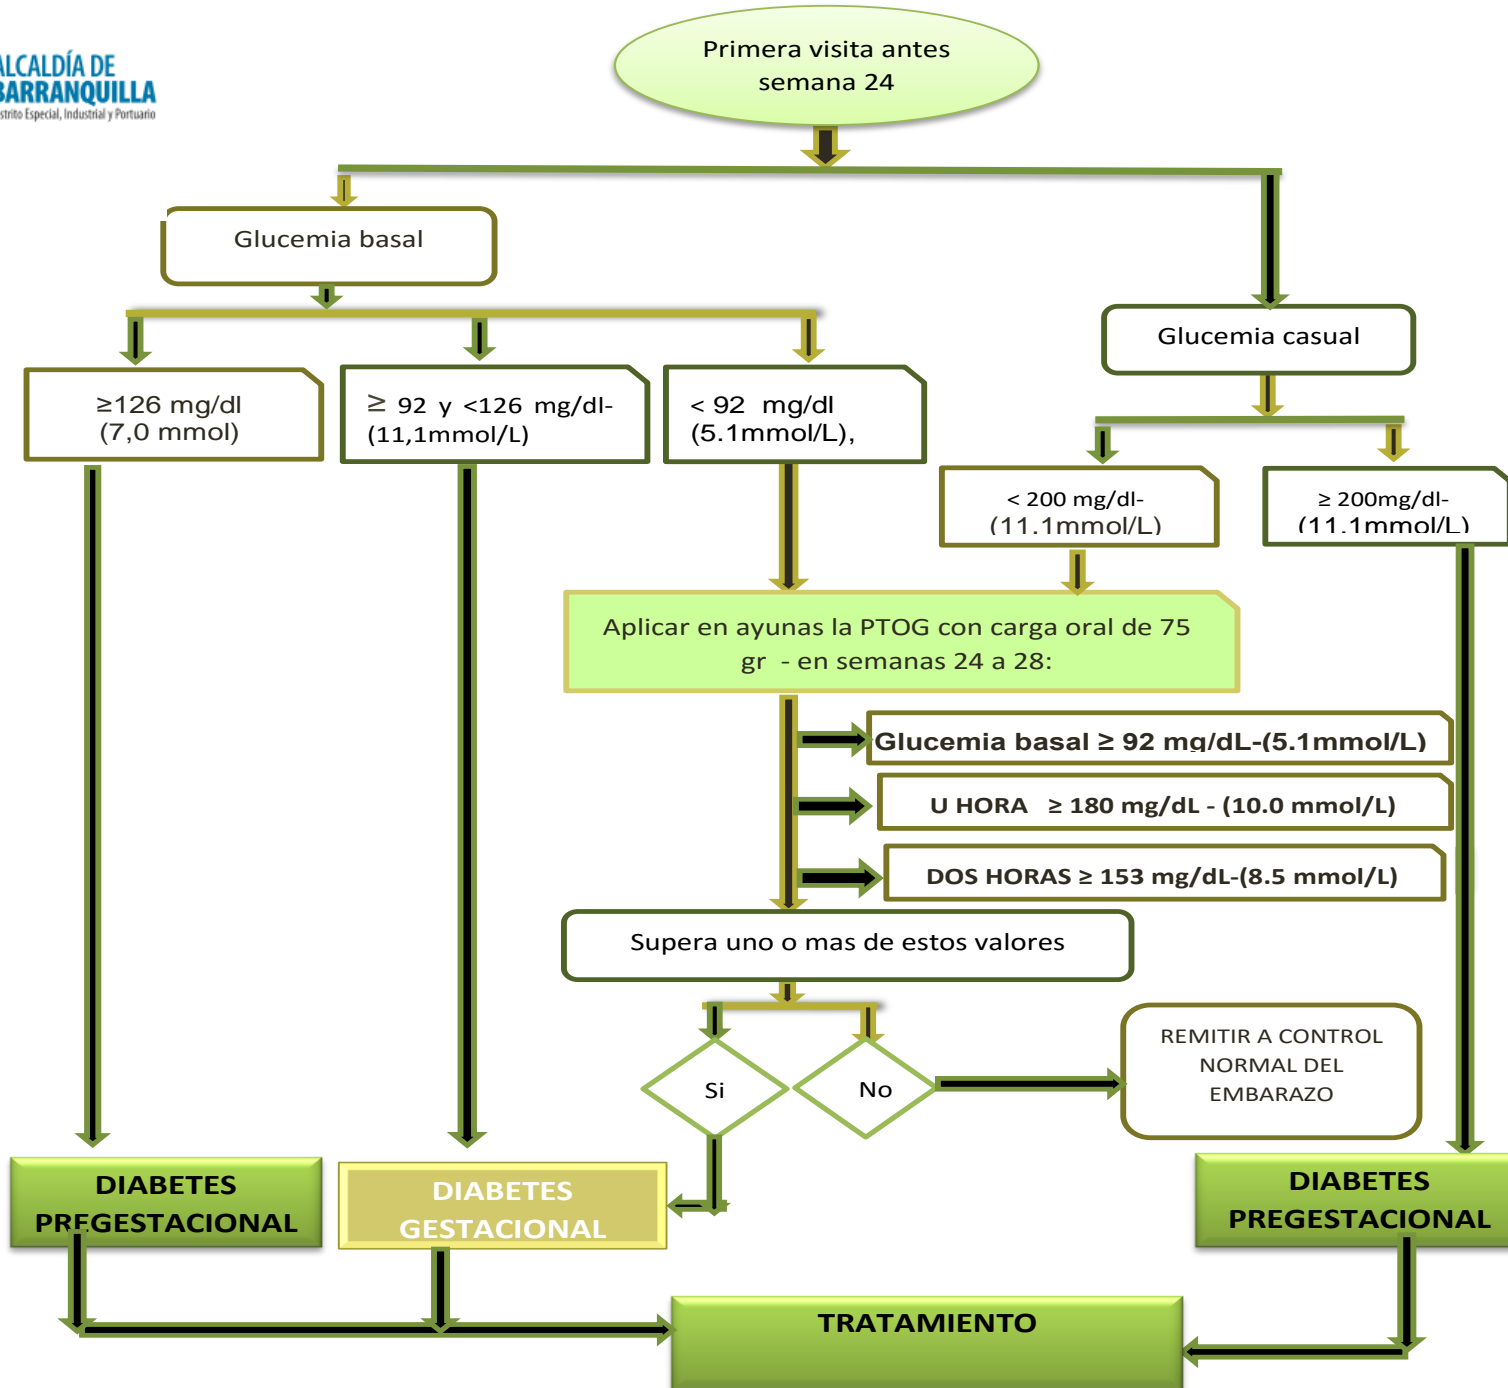 ALCALDÍA DE
BARRANQUILLA
Distrito Especial, Industrial y Portuario
Primera visita antes
semana 24
Glucemia basal
Glucemia casual
≥126 mg/dl
(7,0 mmol)
≥ 92 y <126 mg/dl-
(11,1mmol/L)
< 92 mg/dl
(5.1mmol/L),
< 200 mg/dl-
(11.1mmol/L)
≥ 200mg/dl-
(11.1mmol/L)
Aplicar en ayunas la PTOG con carga oral de 75
gr - en semanas 24 a 28:
Glucemia basal ≥ 92 mg/dL-(5.1mmol/L)
U HORA ≥ 180 mg/dL - (10.0 mmol/L)
DOS HORAS ≥ 153 mg/dL-(8.5 mmol/L)
Supera uno o mas de estos valores
Si
No
REMITIR A CONTROL
NORMAL DEL
EMBARAZO
DIABETES
PREGESTACIONAL
DIABETES
GESTACIONAL
DIABETES
PREGESTACIONAL
TRATAMIENTO